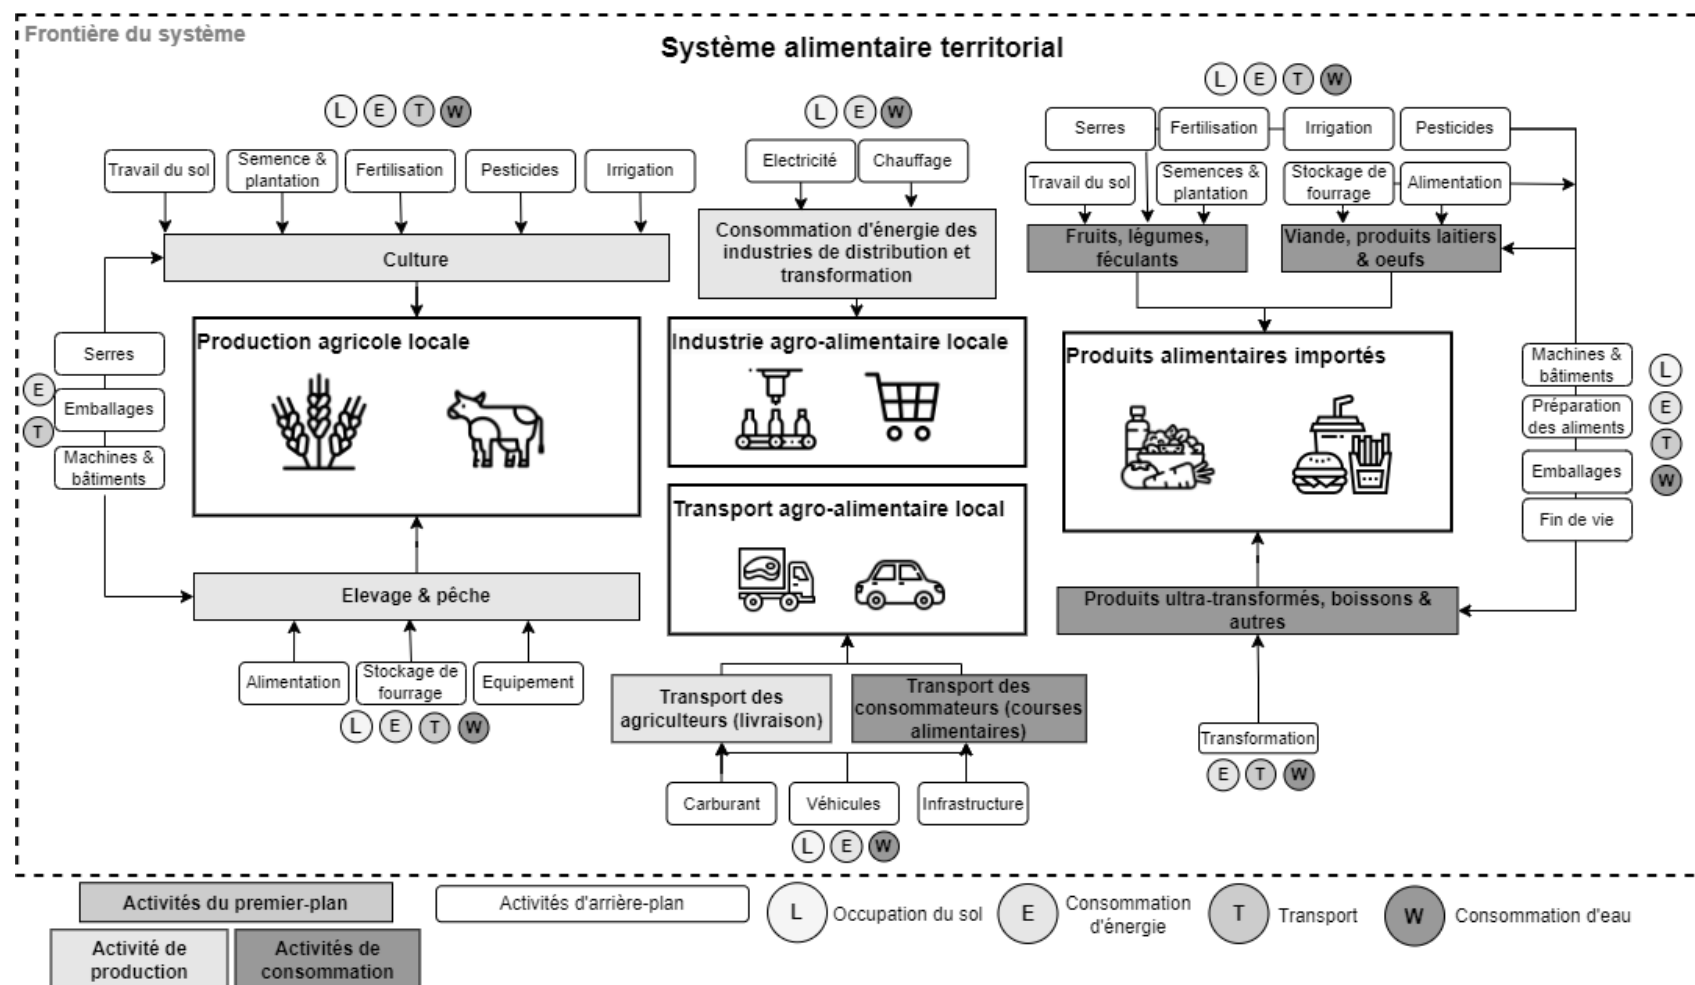 Frontière du système
Système alimentaire territorial
L E T W
L E W
L E T W
Travail du sol
Semence &
plantation
Fertilisation
Pesticides
Irrigation
Electricité
Chauffage
Serres
Fertilisation
Irrigation
Pesticides
Travail du sol
Semences &
plantation
Stockage de
fourrage
Alimentation
Culture
Consommation d'énergie des
industries de distribution et
transformation
Fruits, légumes,
féculants
Viande, produits laitiers
& oeufs
Serres
Emballages
Machines &
bâtiments
E
T
Production agricole locale
Industrie agro-alimentaire locale
Transport agro-alimentaire local
Produits alimentaires importés
Machines &
bâtiments
Préparation
des aliments
Emballages
Fin de vie
L
E
T
W
Elevage & pêche
Alimentation
Stockage de
fourrage
Equipement
L E T W
Transport des
agriculteurs (livraison)
Transport des
consommateurs (courses
alimentaires)
Carburant
Véhicules
Infrastructure
L E W
Produits ultra-transformés, boissons &
autres
Transformation
E T W
Activités du premier-plan
Activité de
production
Activités de
consommation
Activités d'arrière-plan
L Occupation du sol
E Consommation
d'énergie
T Transport
W Consommation d'eau